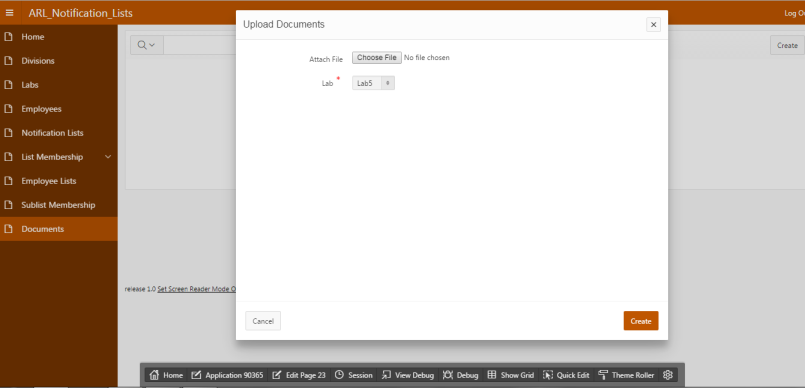 ARL_Notification_Lists
Log O
Home
Divisions
Labs
Employees
Notification Lists
List Membership
Employee Lists
Sublist Membership
Documents
Create
Upload Documents
Attach File Choose File No file chosen
Lab * Lab5
Cancel Create
release 1.0 Set Screen Reader Mode O
Home Application 90365 Edit Page 23 Session View Debug Debug Show Grid Quick Edit Theme Roller